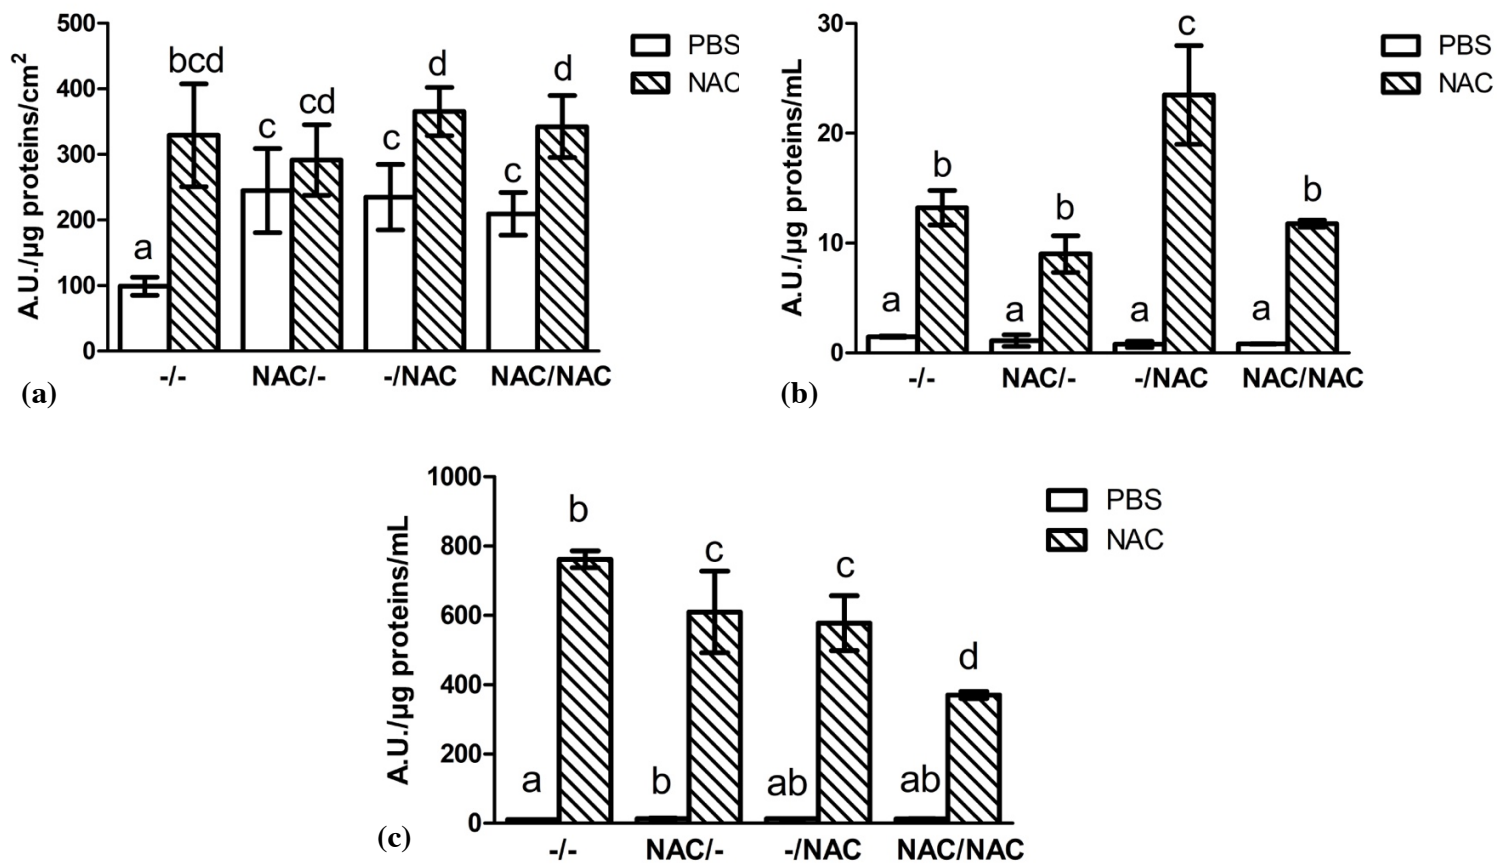 500
400
300
200
100
0
A.U./µg proteins/cm²
PBS
NAC
a
bcd
c
cd
c
d
c
d
-/-
NAC/-
-/NAC
NAC/NAC
(a)
30
20
10
0
A.U./µg proteins/mL
PBS
NAC
a
b
a
b
a
c
a
b
-/-
NAC/-
-/NAC
NAC/NAC
(b)
1000
800
600
400
200
0
A.U./µg proteins/mL
PBS
NAC
a
b
b
c
ab
c
ab
d
-/-
NAC/-
-/NAC
NAC/NAC
(c)